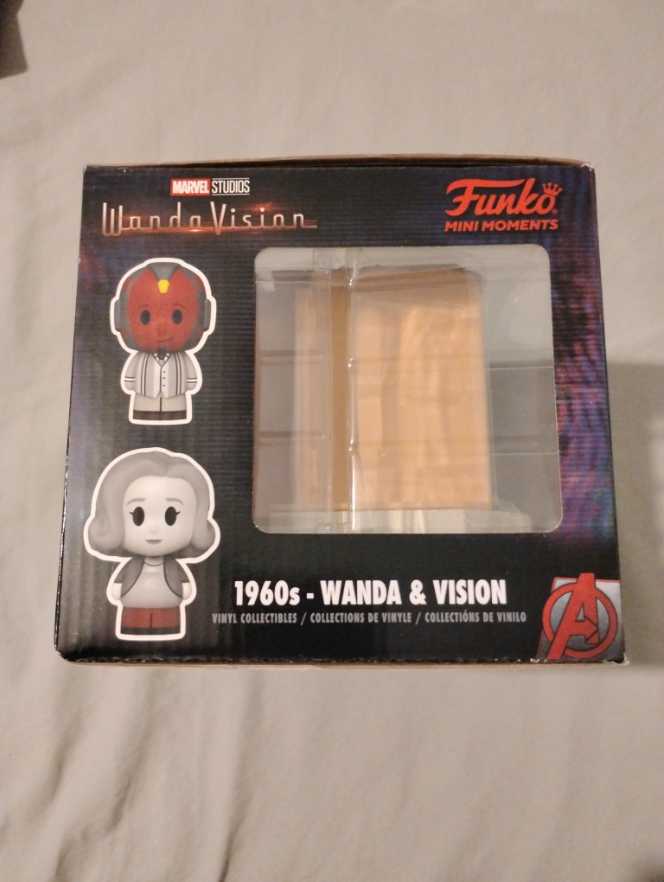 MARVEL STUDIOS
WandaVision
Funko
MINI MOMENTS
1960s - WANDA & VISION
VINYL COLLECTIBLES / COLLECTIONS DE VINYLE / COLLECTIÓNS DE VINILO
A